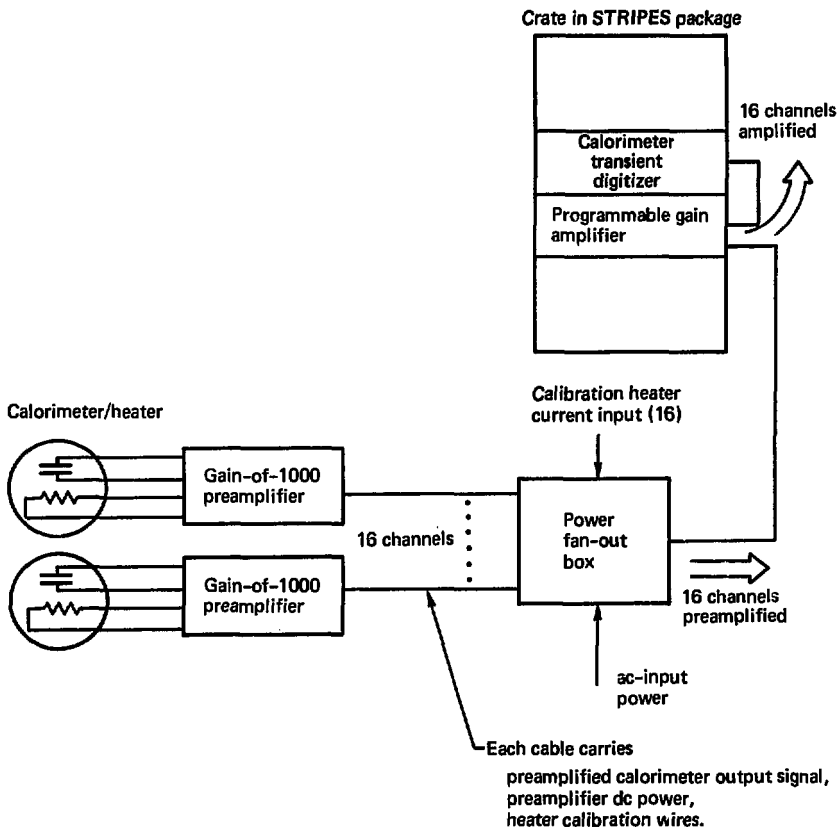 Crate in STRIPES package
16 channels
amplified
Calorimeter
transient
digitizer
Programmable gain
amplifier
Calibration heater
current input (16)
Calorimeter/heater
Gain-of-1000
preamplifier
16 channels
Power
fan-out
box
Gain-of-1000
preamplifier
16 channels
preamplified
ac-input
power
Each cable carries
preamplified calorimeter output signal,
preamplifier dc power,
heater calibration wires.